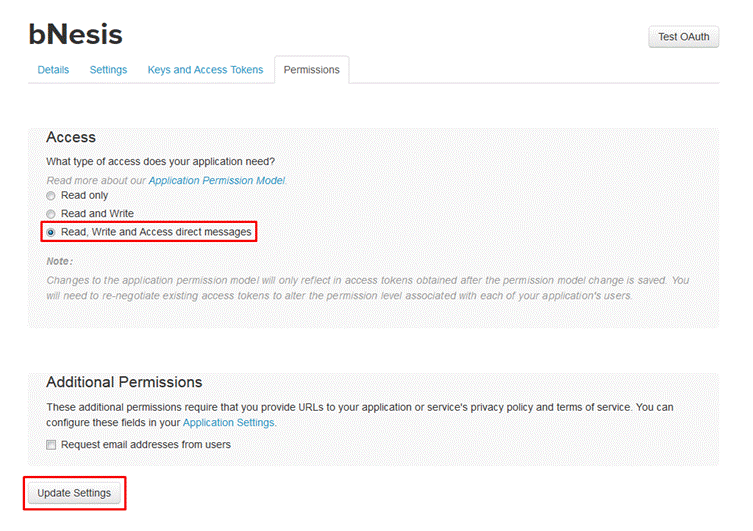 bNesis
Test OAuth
Details Settings Keys and Access Tokens Permissions
Access
What type of access does your application need?
Read more about our Application Permission Model.
Read only
Read and Write
Read, Write and Access direct messages
Note:
Changes to the application permission model will only reflect in access tokens obtained after the permission model change is saved. You
will need to re-negotiate existing access tokens to alter the permission level associated with each of your application's users.
Additional Permissions
These additional permissions require that you provide URLs to your application or service's privacy policy and terms of service. You can
configure these fields in your Application Settings.
Request email addresses from users
Update Settings